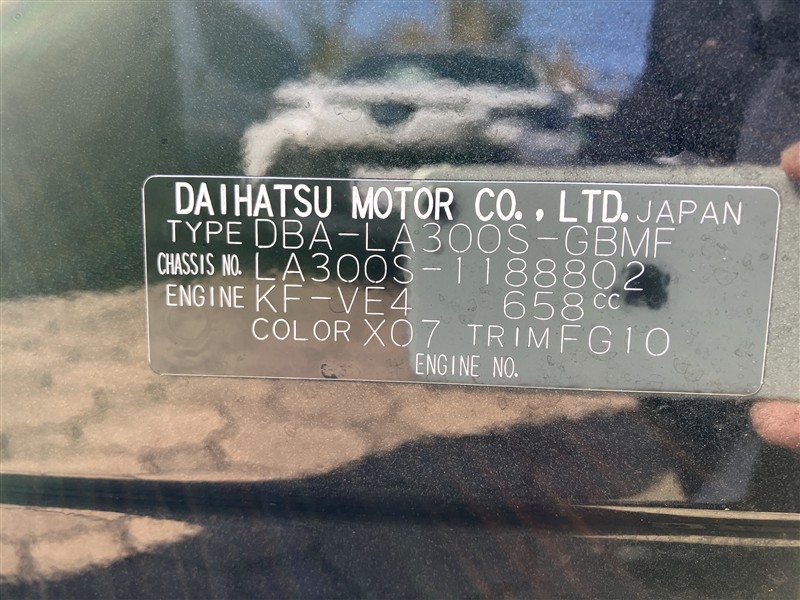 DAIHATSU MOTOR CO., LTD. JAPAN
TYPE DBA-LA300S-GBMF
CHASSIS NO. LA300S-1188802
ENGINE KF-VE4 658cc
COLOR X07 TRIM FG10
ENGINE NO.